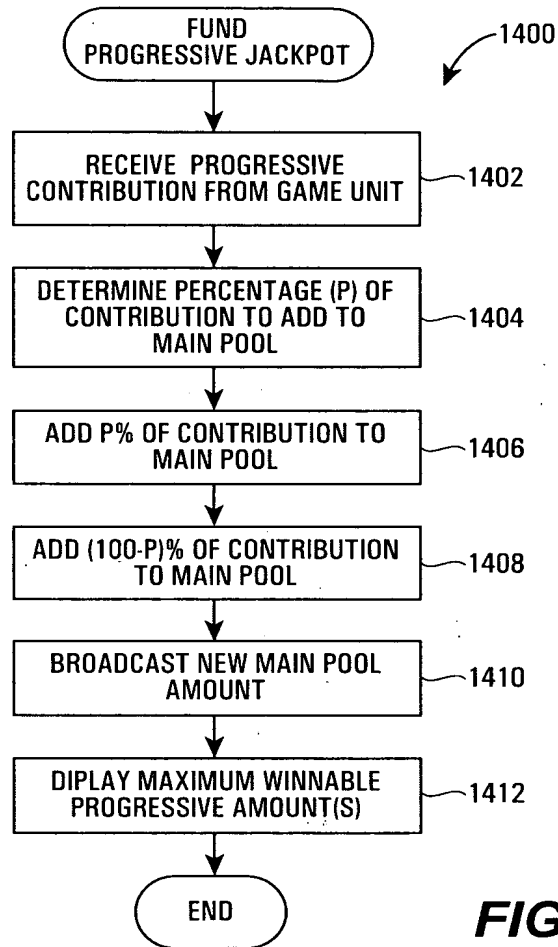 FUND
PROGRESSIVE JACKPOT
1400
RECEIVE PROGRESSIVE
CONTRIBUTION FROM GAME UNIT
1402
DETERMINE PERCENTAGE (P) OF
CONTRIBUTION TO ADD TO
MAIN POOL
1404
ADD P% OF CONTRIBUTION TO
MAIN POOL
1406
ADD (100-P)% OF CONTRIBUTION
TO MAIN POOL
1408
BROADCAST NEW MAIN POOL
AMOUNT
1410
DIPLAY MAXIMUM WINNABLE
PROGRESSIVE AMOUNT(S)
1412
END
FIG